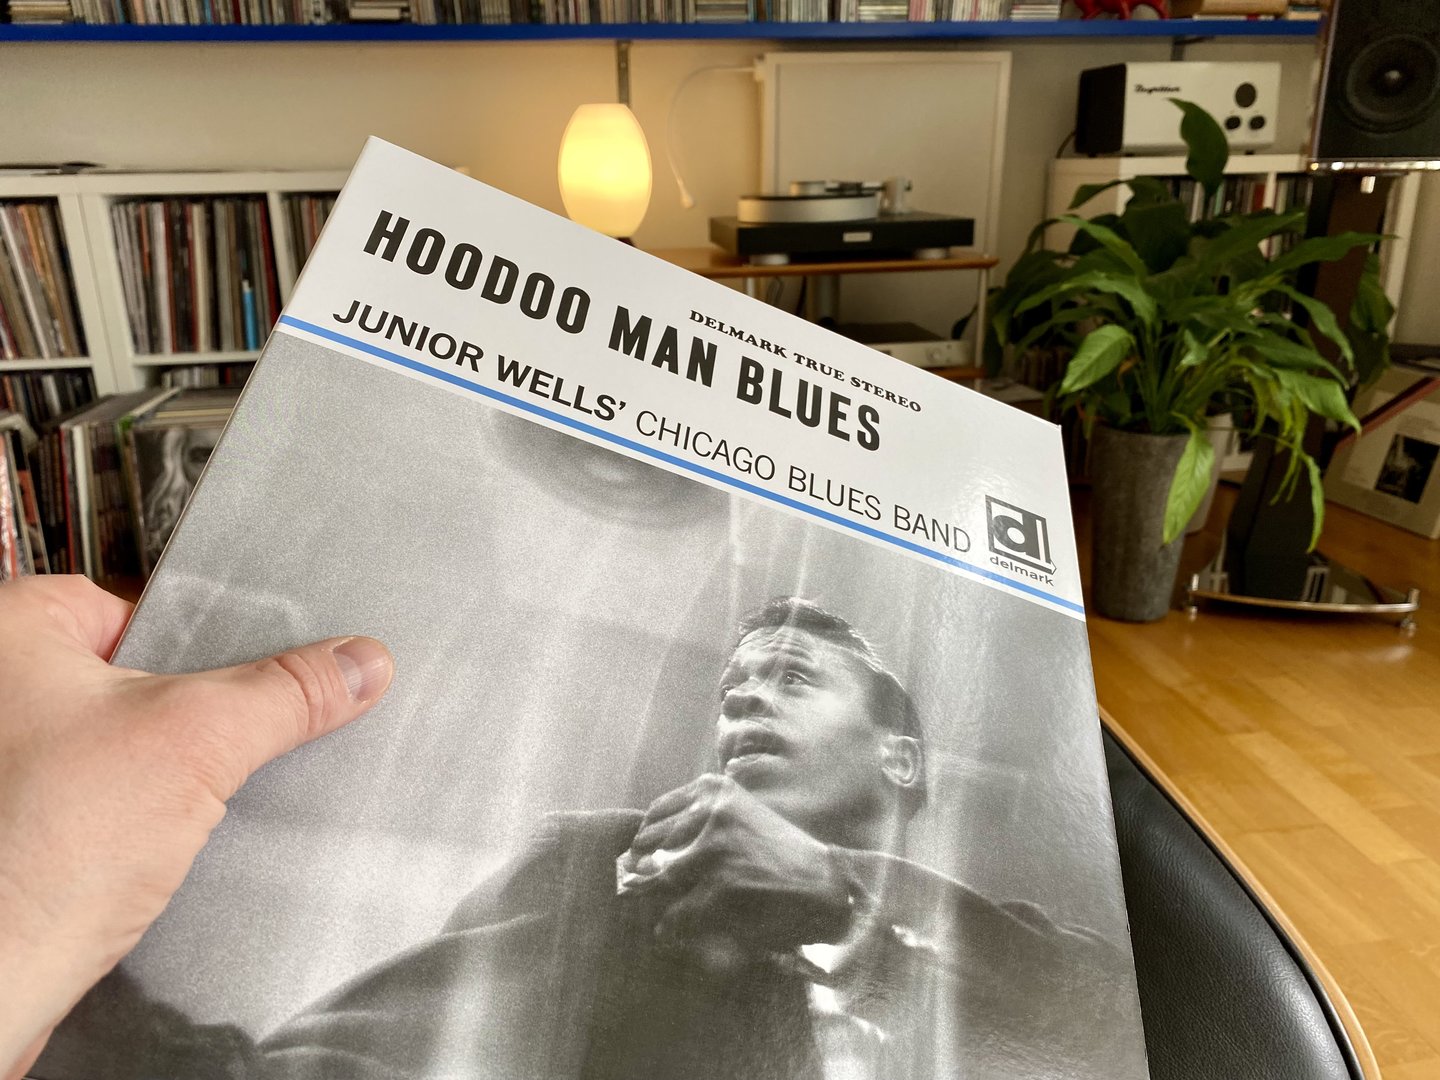 DELMARK TRUE STEREO
HOODOO MAN BLUES
JUNIOR WELLS' CHICAGO BLUES BAND
dl
delmark